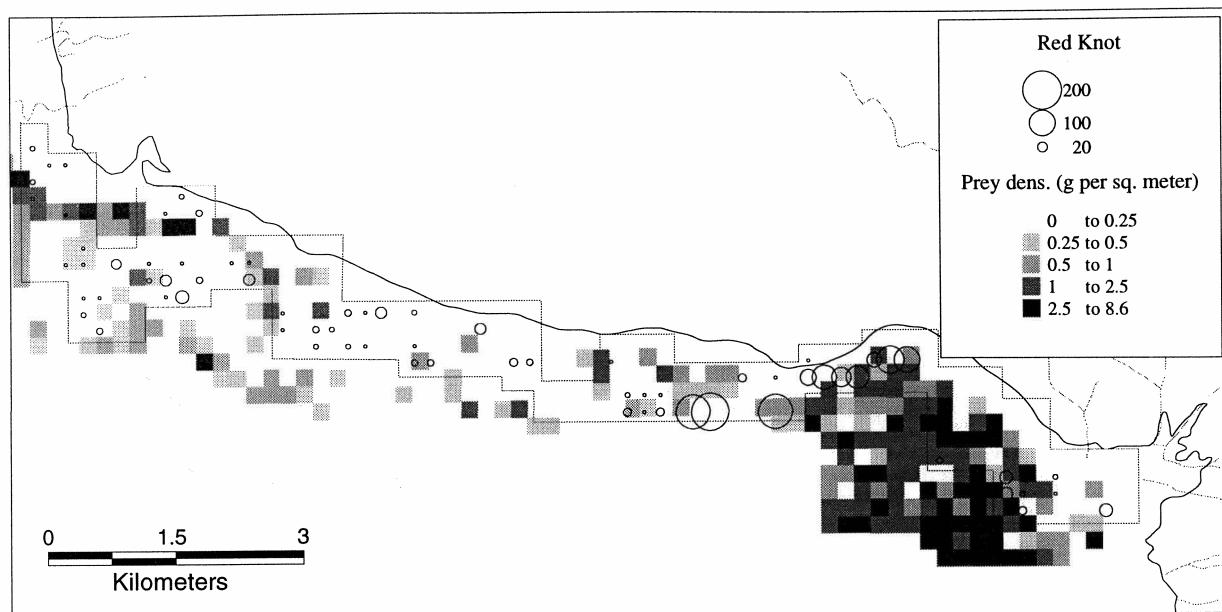 Red Knot
200
100
20
Prey dens. (g per sq. meter)
0 to 0.25
0.25 to 0.5
0.5 to 1
1 to 2.5
2.5 to 8.6
0 1.5 3
Kilometers